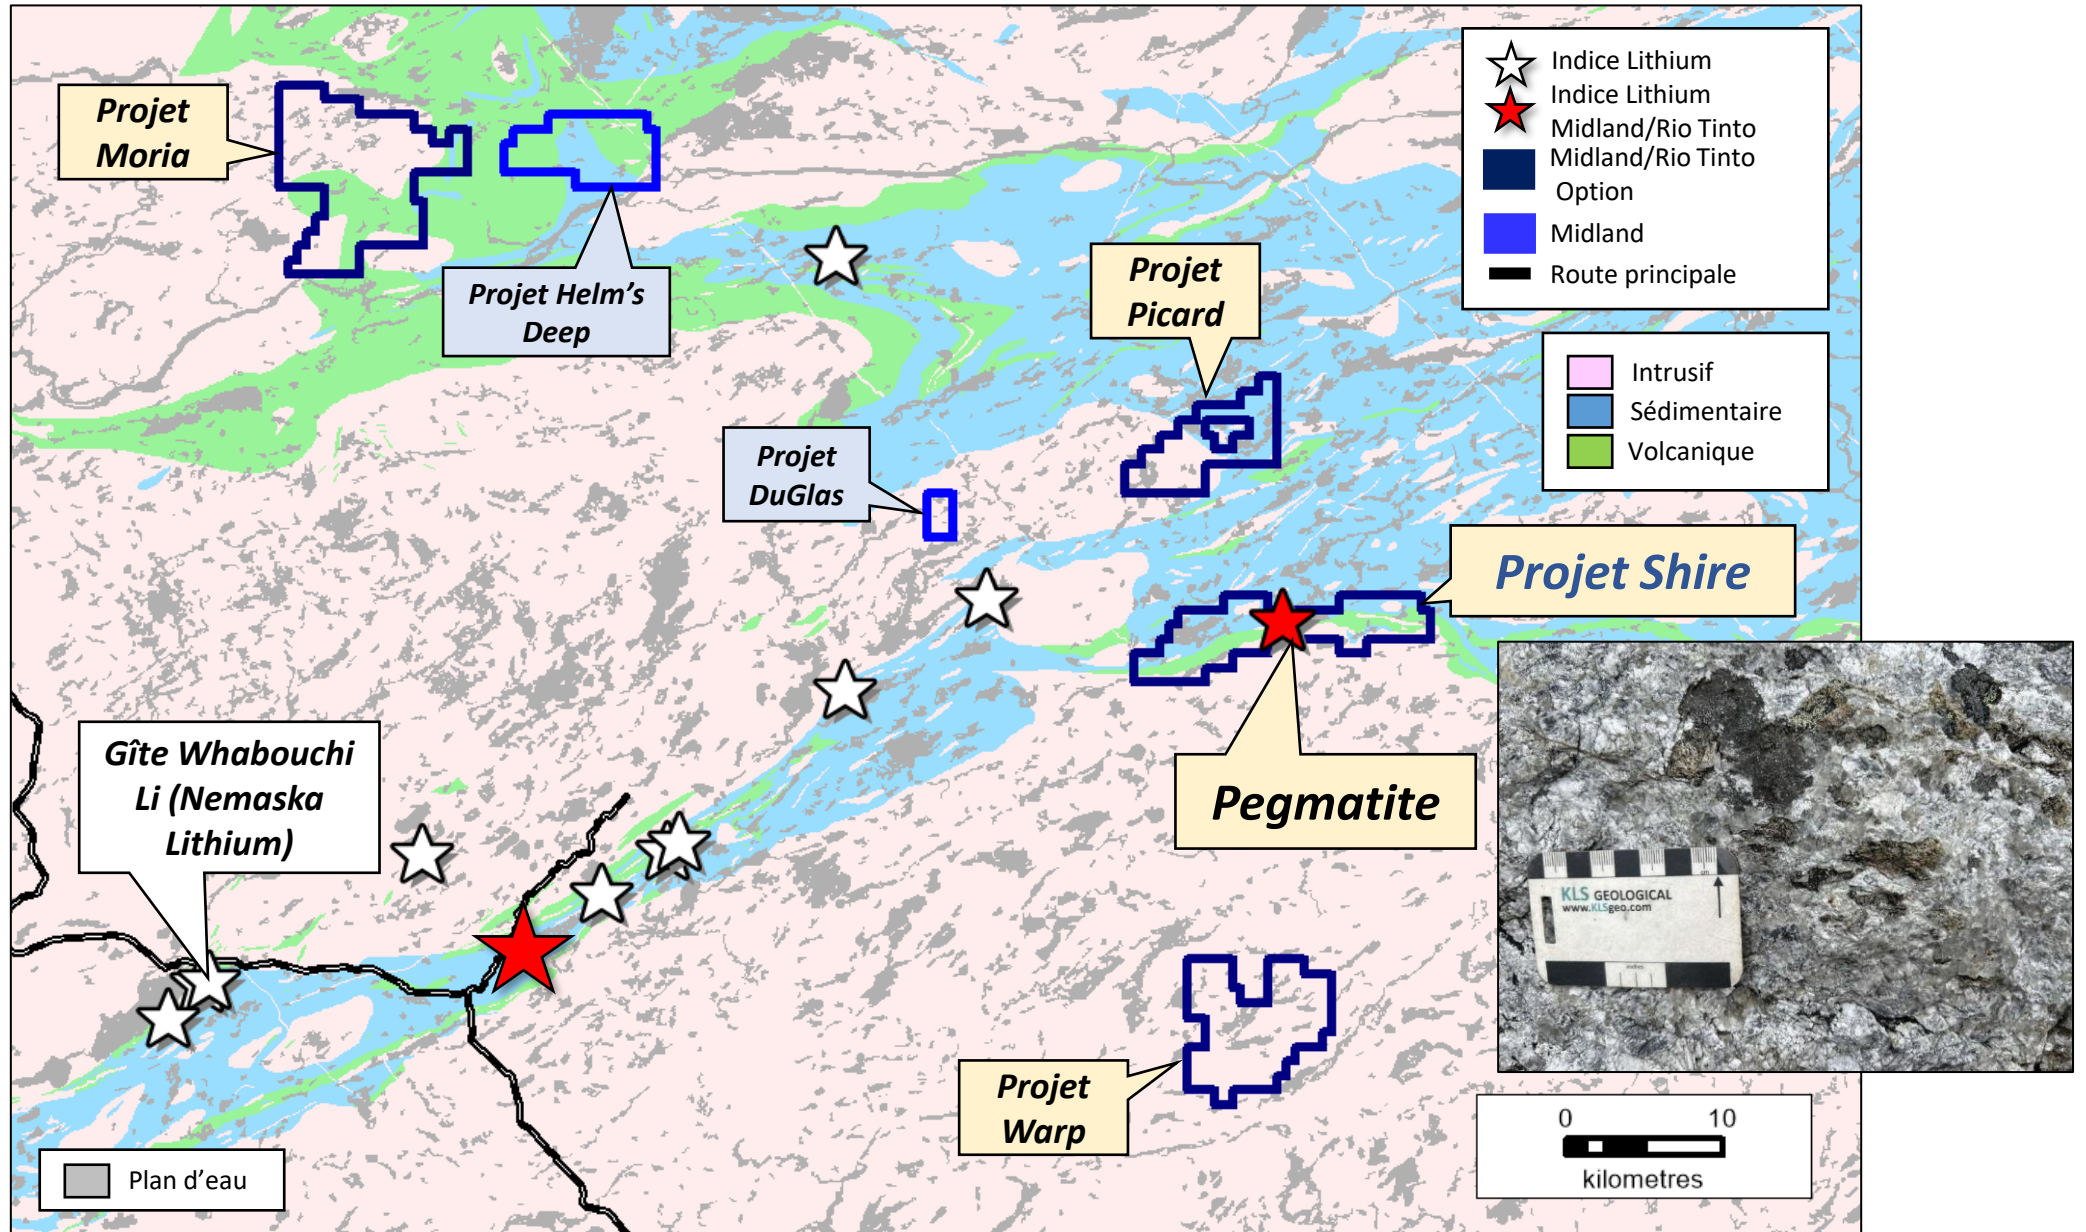 Projet
Moria
Projet Helm's
Deep
Projet
Picard
Projet
DuGlas
Projet Shire
Pegmatite
Gîte Whabouchi
Li (Nemaska
Lithium)
Projet
Warp
Indice Lithium
Indice Lithium
Midland/Rio Tinto
Midland/Rio Tinto
Option
Midland
Route principale
Intrusif
Sédimentaire
Volcanique
cm
KLS GEOLOGICAL
www.KLSgeo.com
inches
0 10
kilometres
Plan d'eau